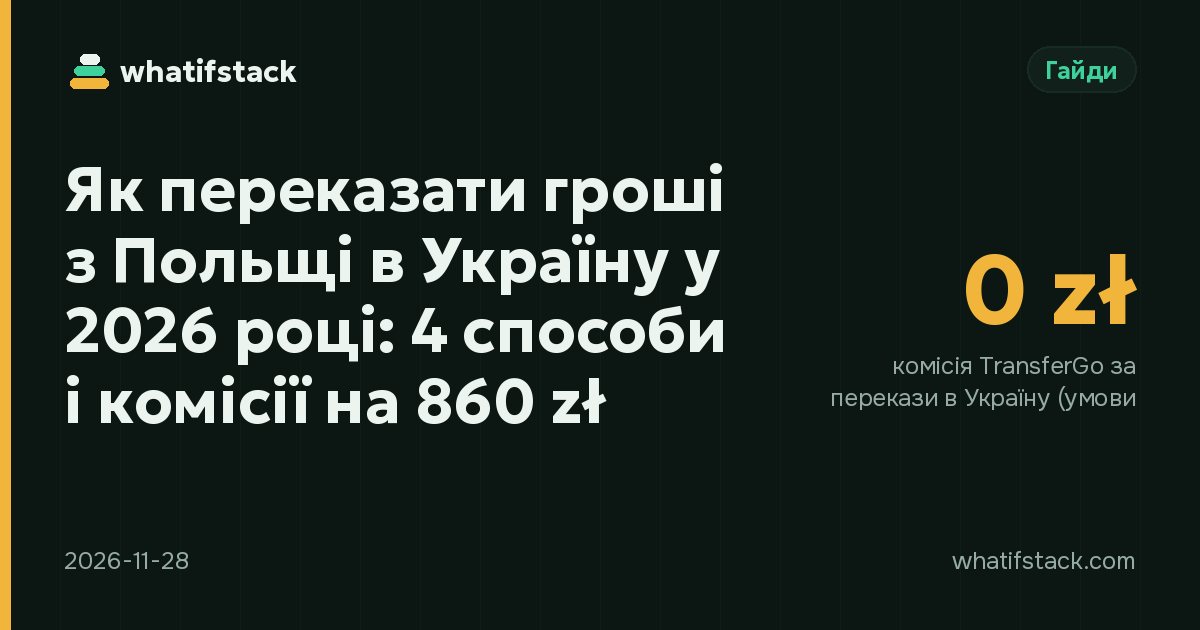 whatifstack
Гайди
Як переказати гроші
з Польщі в Україну у
2026 році: 4 способи
і комісії на 860 zł
0 zł
комісія TransferGo за
перекази в Україну (умови
2026-11-28
whatifstack.com